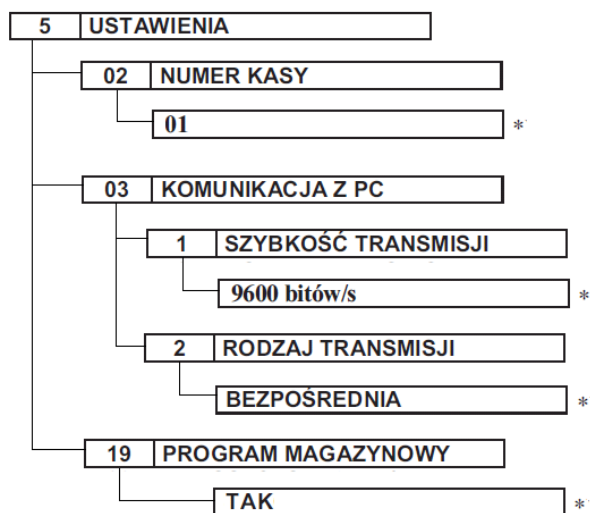 5 USTAWIENIA
02 NUMER KASY
01 *
03 KOMUNIKACJA Z PC
1 SZYBKOŚĆ TRANSMISJI
9600 bitów/s *
2 RODZAJ TRANSMISJI
BEZPOŚREDNIA *
19 PROGRAM MAGAZYNOWY
TAK *